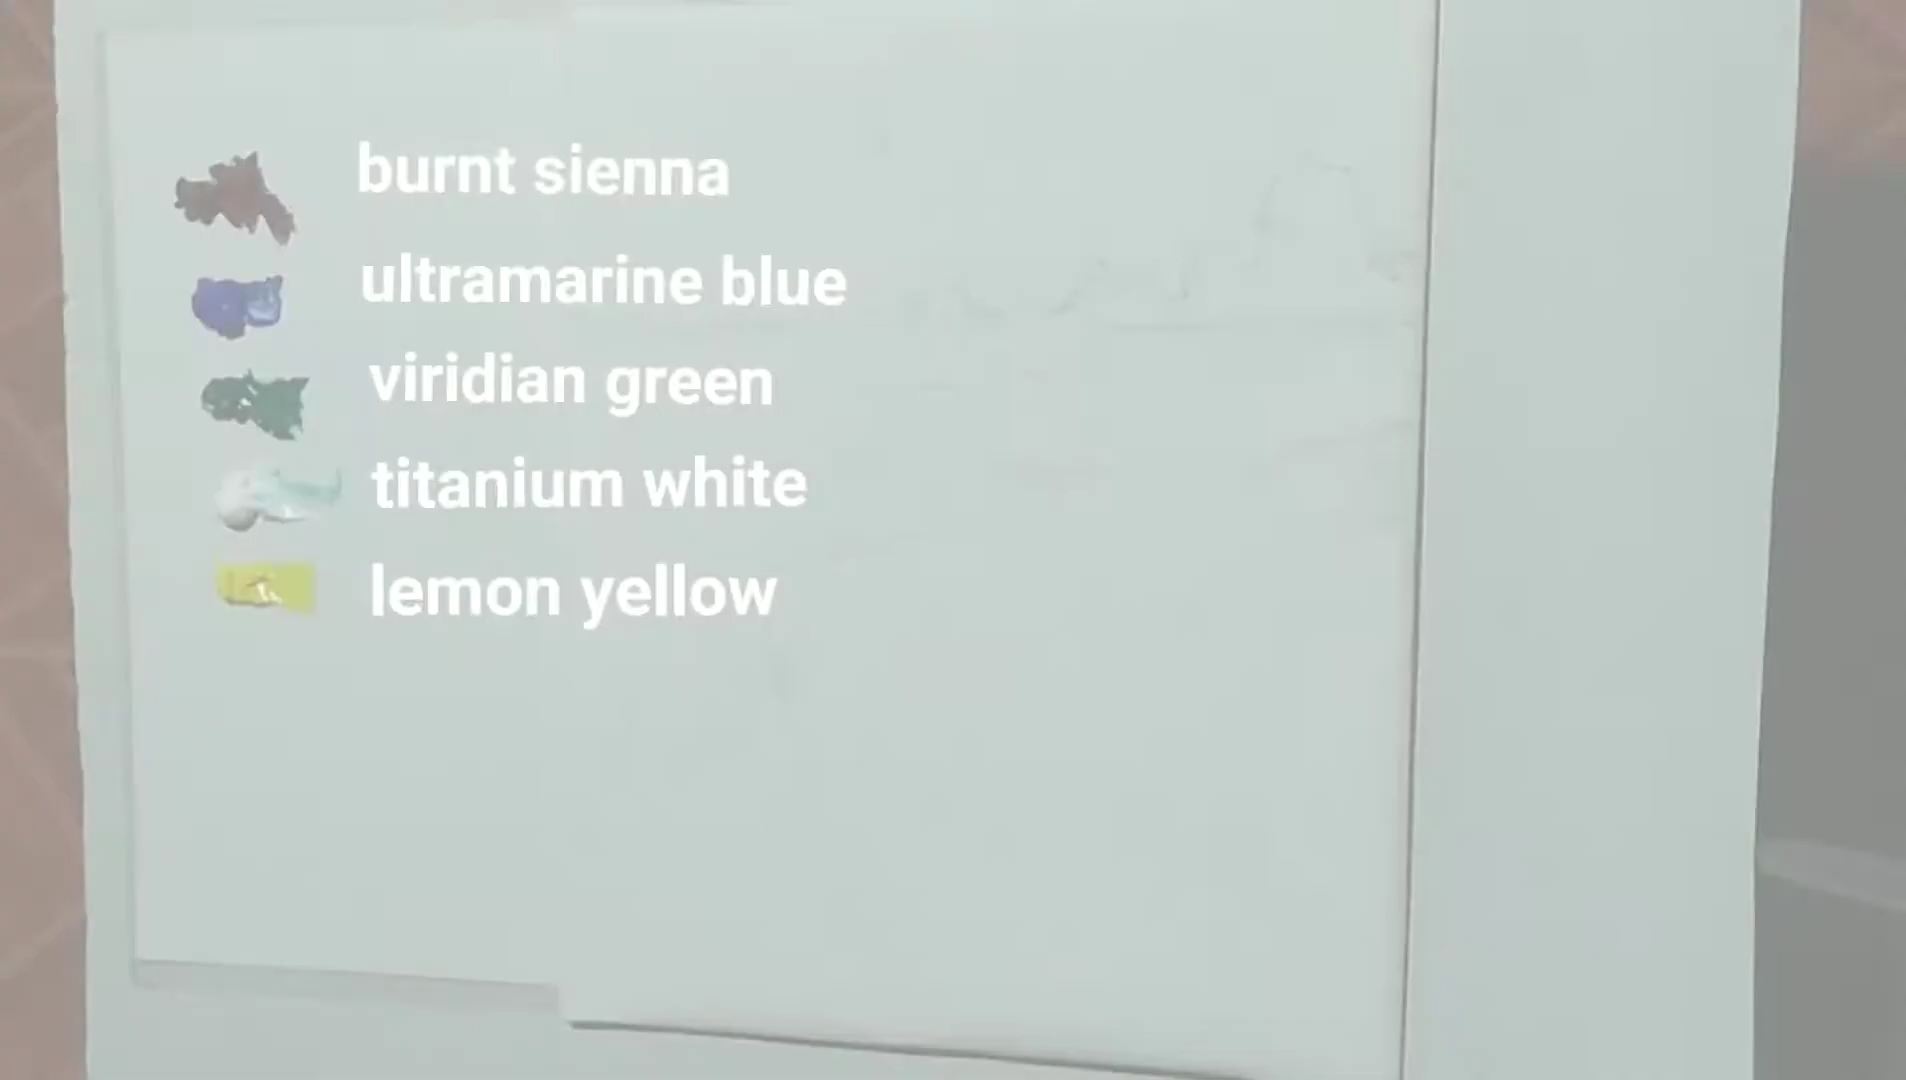 burnt sienna
ultramarine blue
viridian green
titanium white
lemon yellow